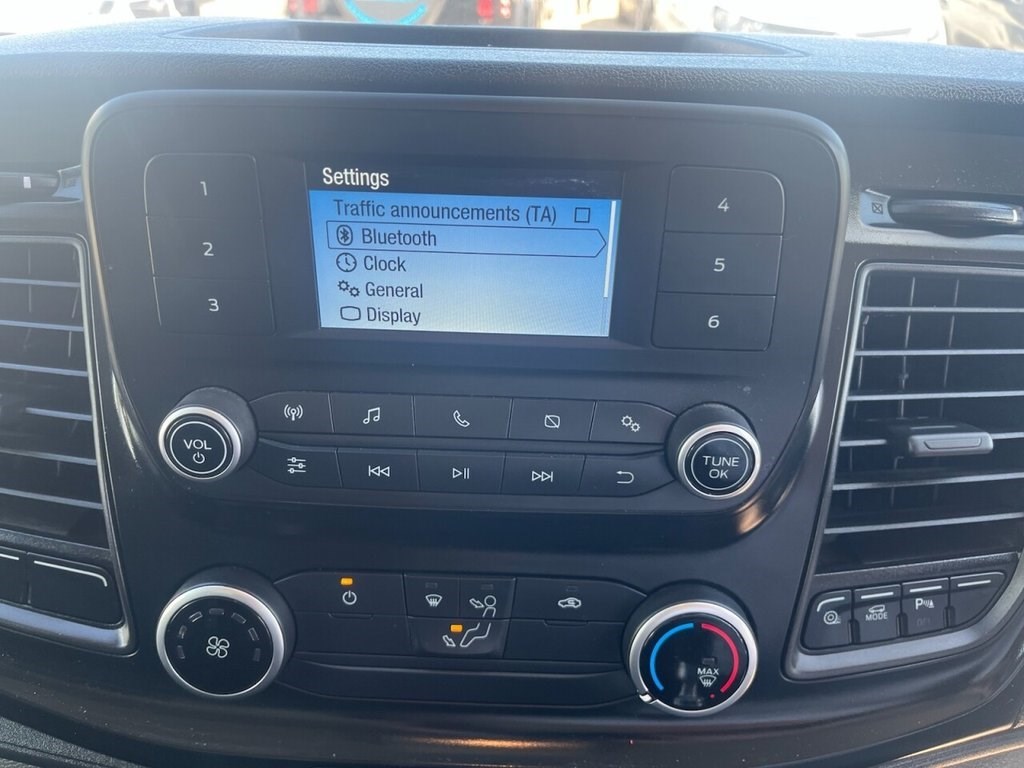 Settings
Traffic announcements (TA)
Bluetooth
Clock
General
Display
1
2
3
4
5
6
VOL
TUNE
OK
MAX
MODE
P